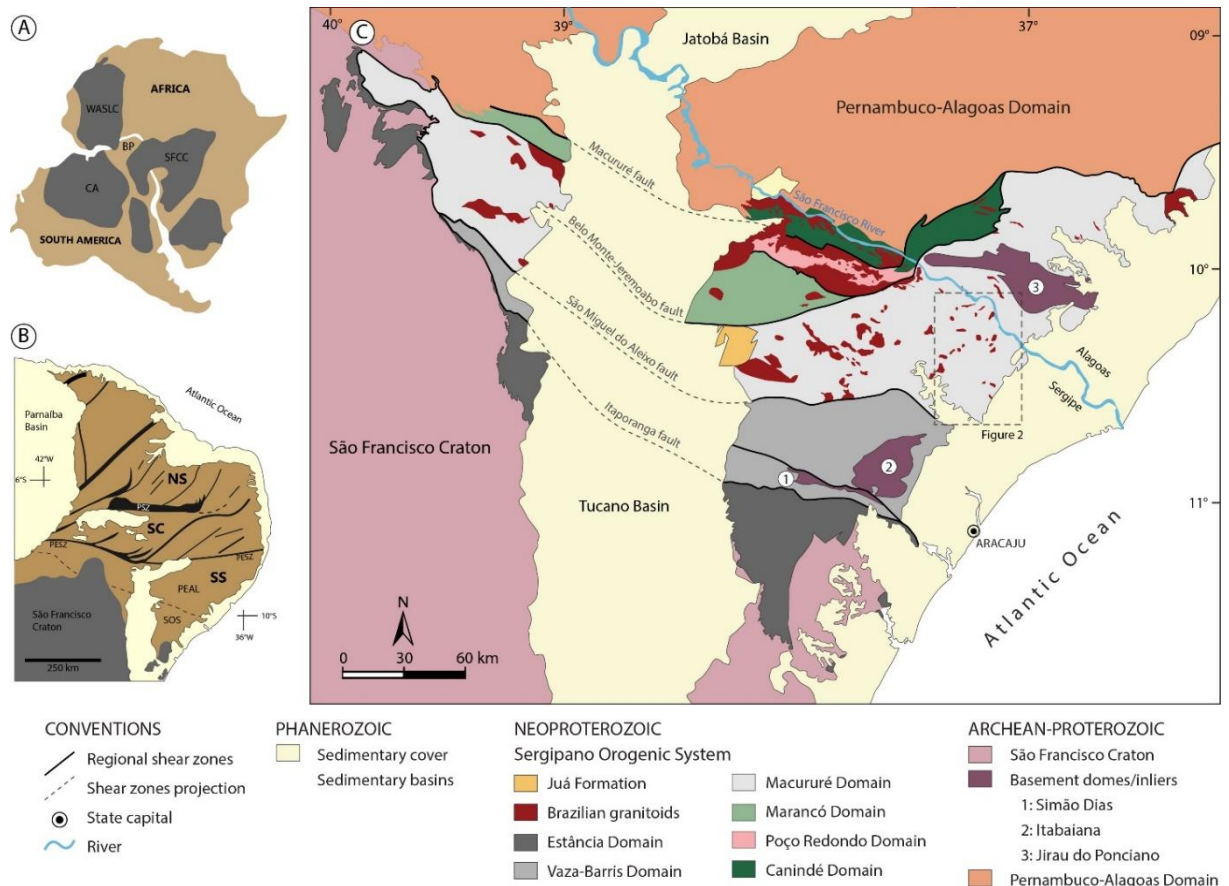 A
AFRICA
WASLC
BP
SFCC
CA
SOUTH AMERICA
B
Atlantic Ocean
Parnaíba
Basin
42°W
6°S
NS
PSZ
SC
PESZ
PESZ
SS
PEAL
São Francisco
Craton
SOS
10°S
36°W
250 km
40°
39°
37°
C
09°
Jatobá Basin
Pernambuco-Alagoas Domain
Macururé fault
São Francisco River
Belo Monte-Jeremoabo fault
10°
3
São Miguel do Aleixo fault
Alagoas
Sergipe
Itaporanga fault
Figure 2
São Francisco Craton
2
1
Tucano Basin
11°
ARACAJU
Atlantic Ocean
N
0 30 60 km
CONVENTIONS
Regional shear zones
Shear zones projection
State capital
River
PHANEROZOIC
Sedimentary cover
Sedimentary basins
NEOPROTEROZOIC
Sergipano Orogenic System
Juá Formation
Brazilian granitoids
Estância Domain
Vaza-Barris Domain
Macururé Domain
Marancó Domain
Poço Redondo Domain
Canindé Domain
ARCHEAN-PROTEROZOIC
São Francisco Craton
Basement domes/inliers
1: Simão Dias
2: Itabaiana
3: Jirau do Ponciano
Pernambuco-Alagoas Domain